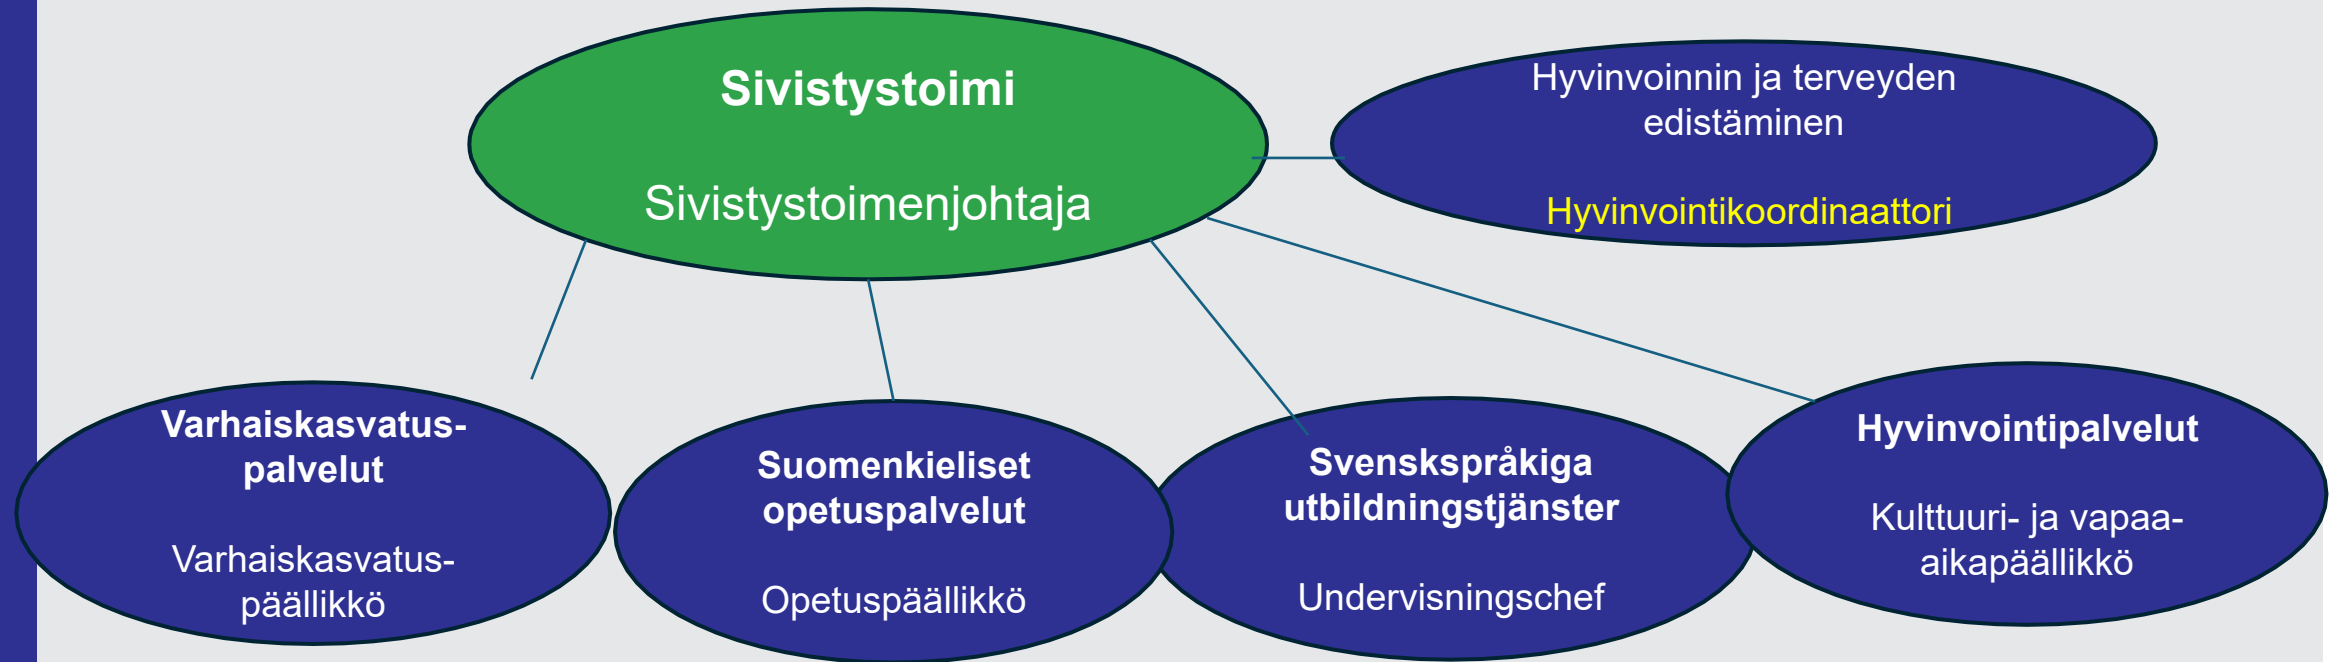 Sivistystoimi
Sivistystoimenjohtaja
Hyvinvoinnin ja terveyden
edistäminen
Hyvinvointikoordinaattori
Varhaiskasvatus-
palvelut
Varhaiskasvatus-
päällikkö
Suomenkieliset
opetuspalvelut
Opetuspäällikkö
Svenskspråkiga
utbildningstjänster
Undervisningschef
Hyvinvointipalvelut
Kulttuuri- ja vapaa-
aikapäällikkö